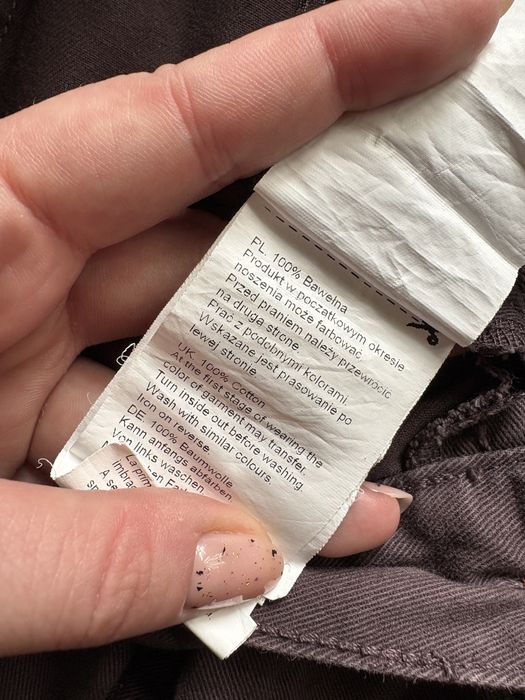 PL. 100% Bawełna
Produkt w początkowym okresie
noszenia może farbować.
Przed praniem należy przewrócić
na drugą stronę.
Prać z podobnymi kolorami.
Wskazane jest prasowanie po
lewej stronie.
UK. 100% Cotton
At the first stage of wearing the
color of garment may transfer.
Turn inside out before washing.
Wash with similar colours.
Iron on reverse
DE: 100% Baumwolle
Kann anfangs abfärben
Von links waschen
La prim
A se